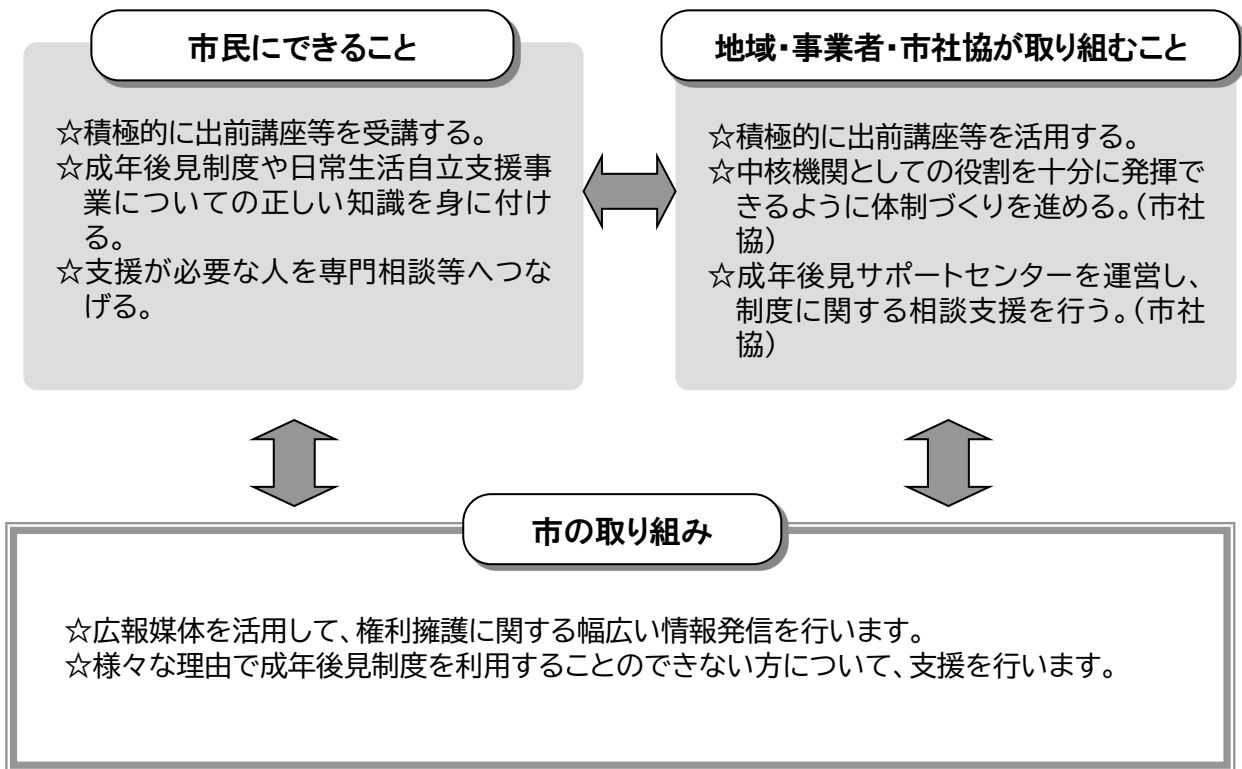 市民にできること
☆積極的に出前講座等を受講する。
☆成年後見制度や日常生活自立支援事
業についての正しい知識を身に付け
る。
☆支援が必要な人を専門相談等へつな
げる。
地域・事業者・市社協が取り組むこと
☆積極的に出前講座等を活用する。
☆中核機関としての役割を十分に発揮で
きるように体制づくりを進める。(市社
協)
☆成年後見サポートセンターを運営し、
制度に関する相談支援を行う。(市社
協)
市の取り組み
☆広報媒体を活用して、権利擁護に関する幅広い情報発信を行います。
☆様々な理由で成年後見制度を利用することのできない方について、支援を行います。